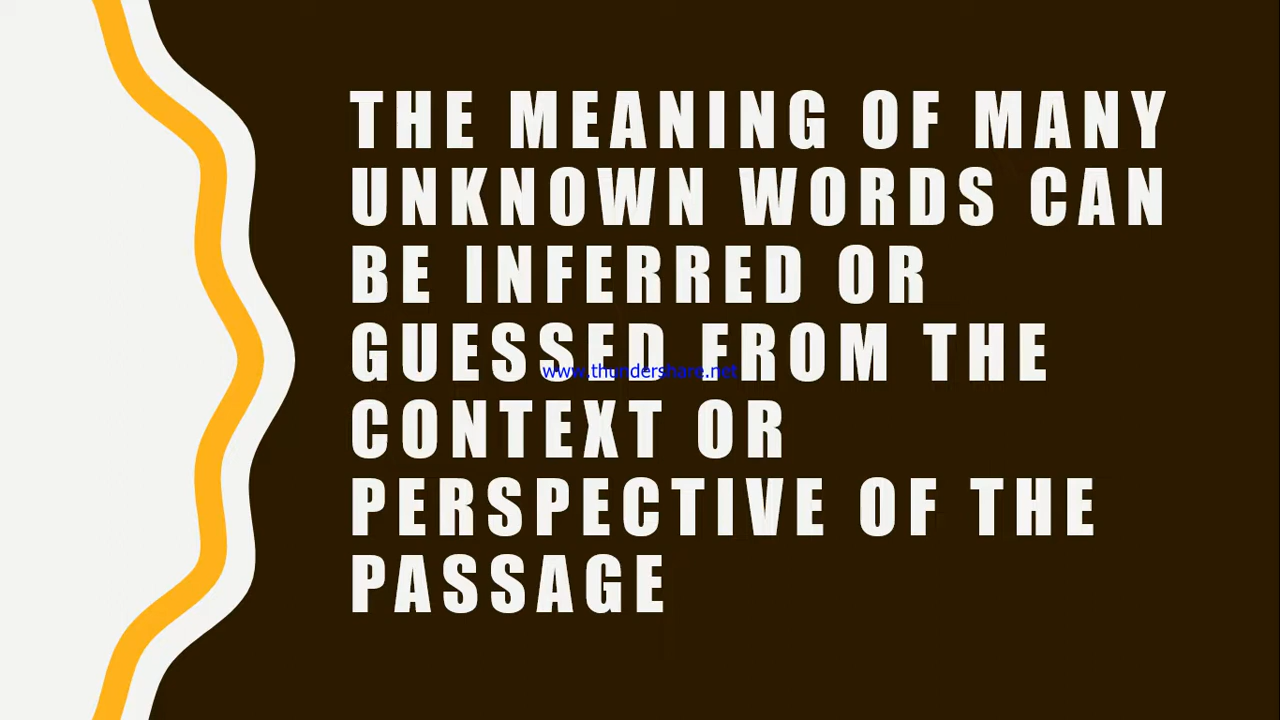 THE MEANING OF MANY
UNKNOWN WORDS CAN
BE INFERRED OR
GUESSED FROM THE
www.thundershare.net
CONTEXT OR
PERSPECTIVE OF THE
PASSAGE